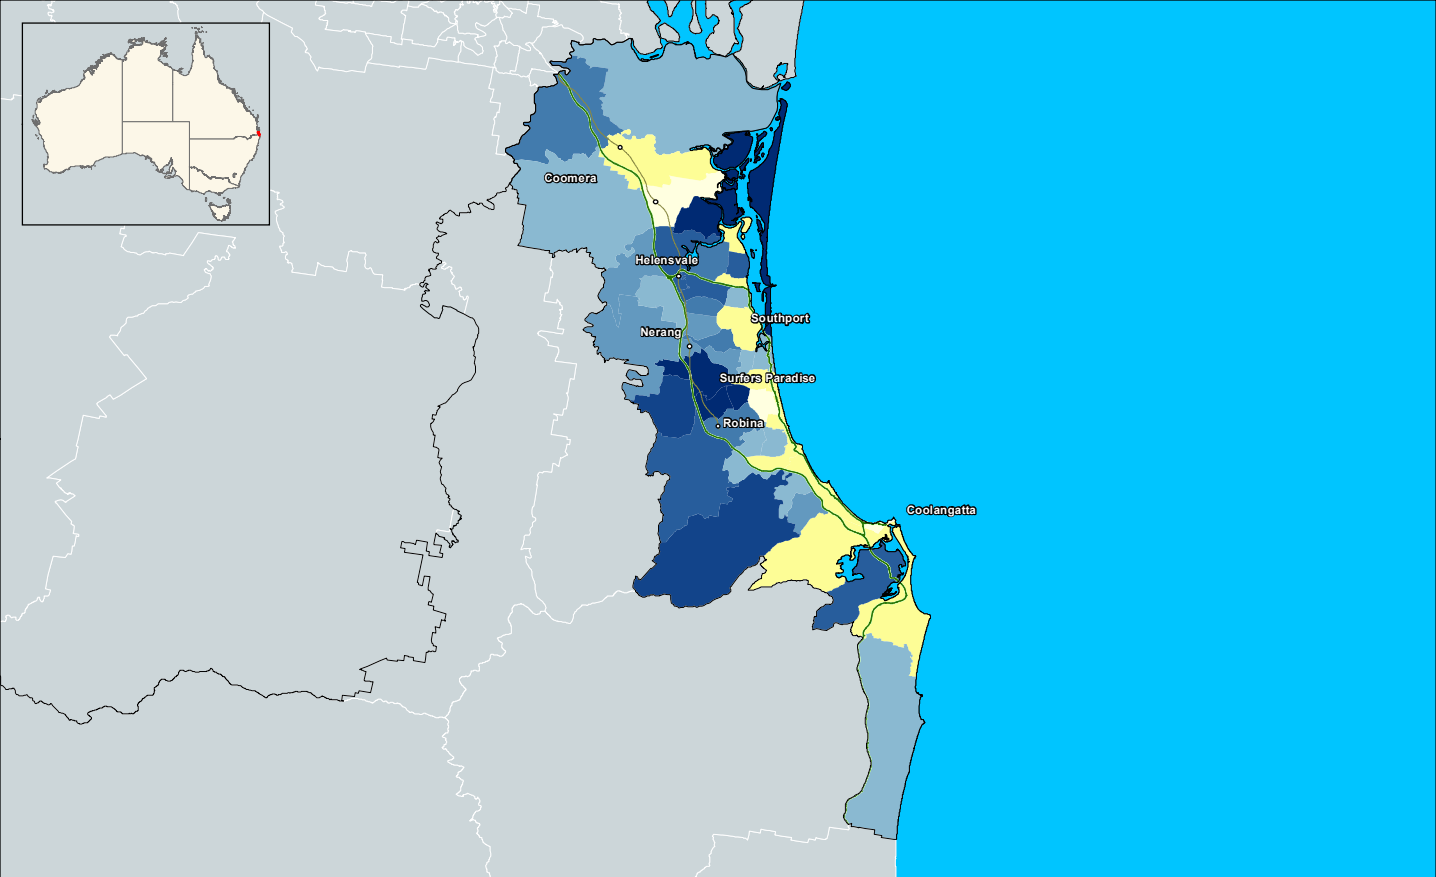 Coomera
Helensvale
Southport
Nerang
Surfers Paradise
Robina
Coolangatta